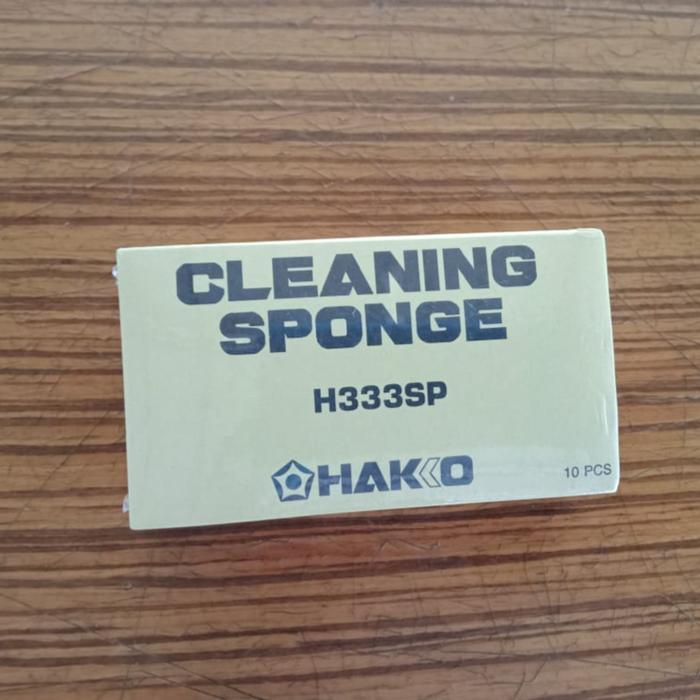 CLEANING
SPONGE
H333SP
HAKKO
10 PCS